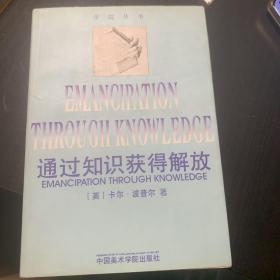 学院丛书
EMANCIPATION
THROUGH KNOWLEDGE
通过知识获得解放
EMANCIPATION THROUGH KNOWLEDGE
［英］卡尔·波普尔 著
中国美术学院出版社